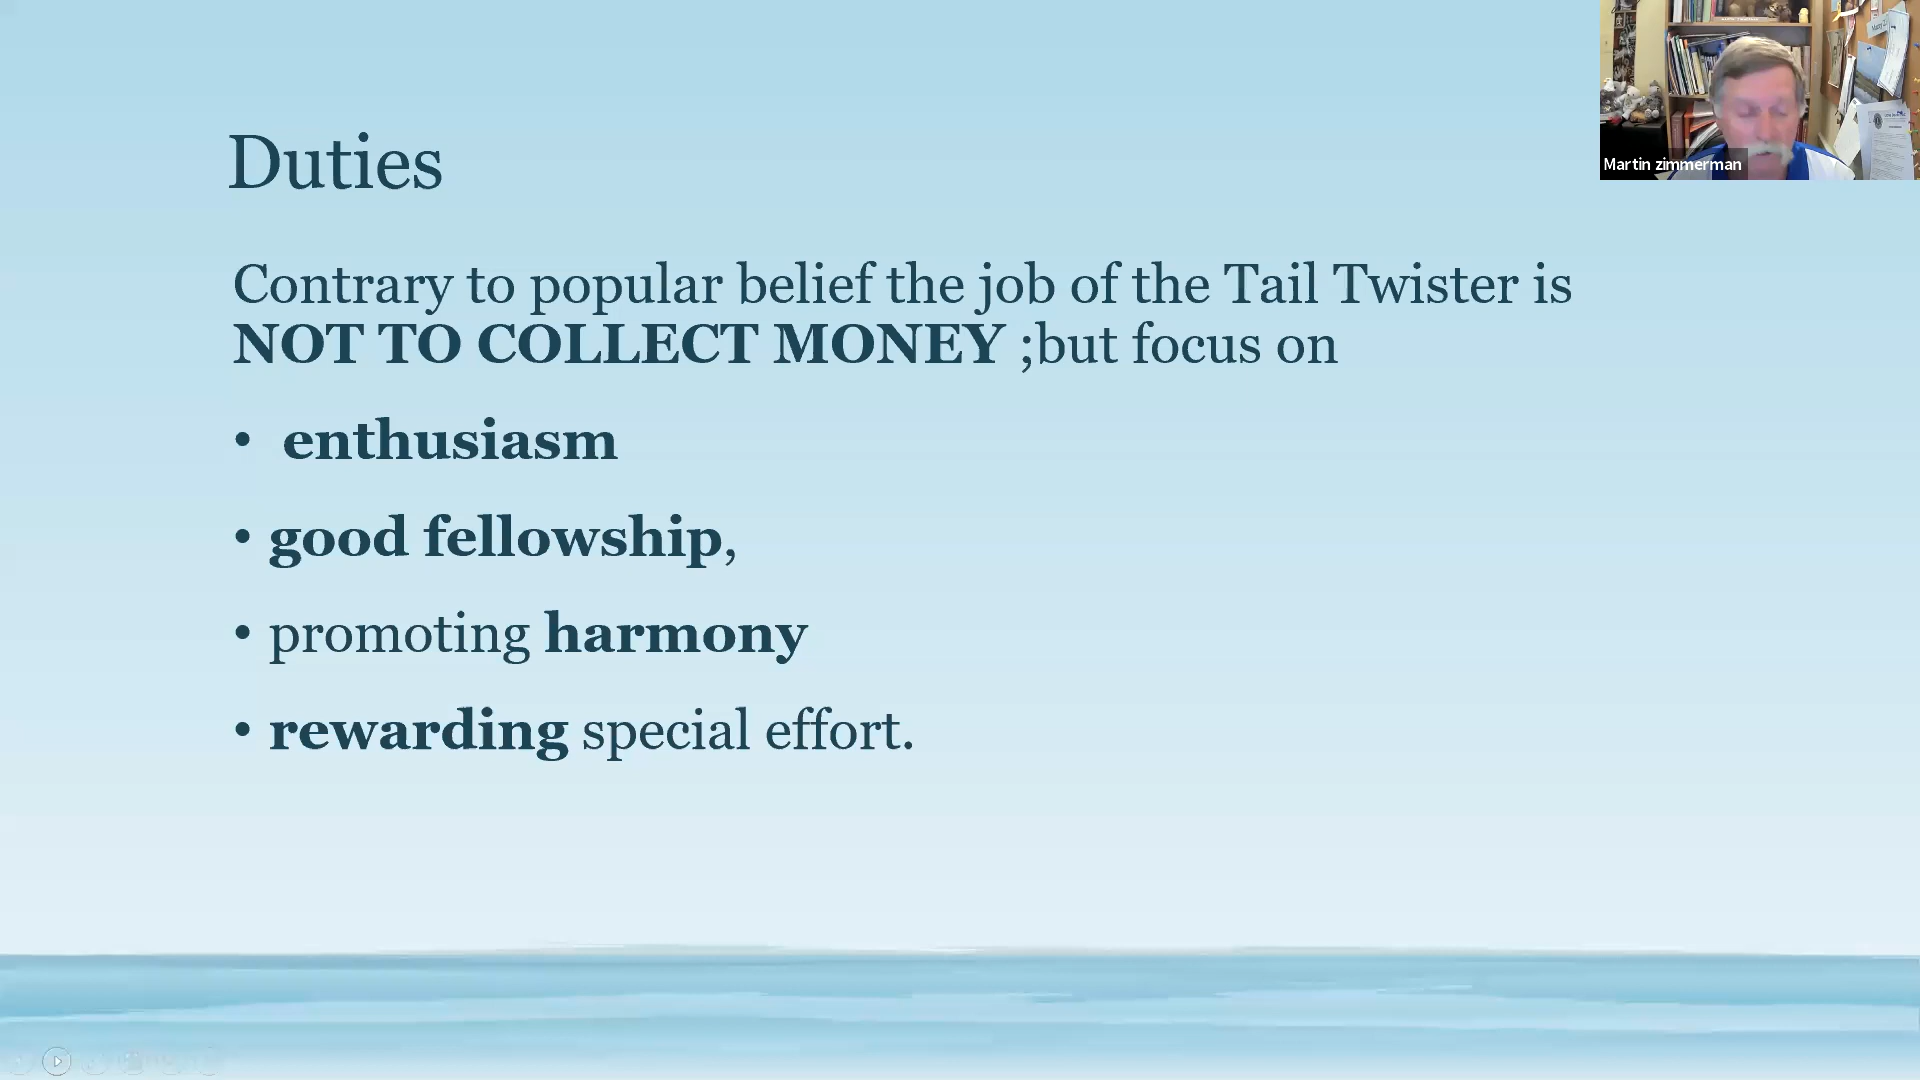 Duties
Contrary to popular belief the job of the Tail Twister is
NOT TO COLLECT MONEY ;but focus on
• enthusiasm
• good fellowship,
• promoting harmony
• rewarding special effort.
Martin zimmerman